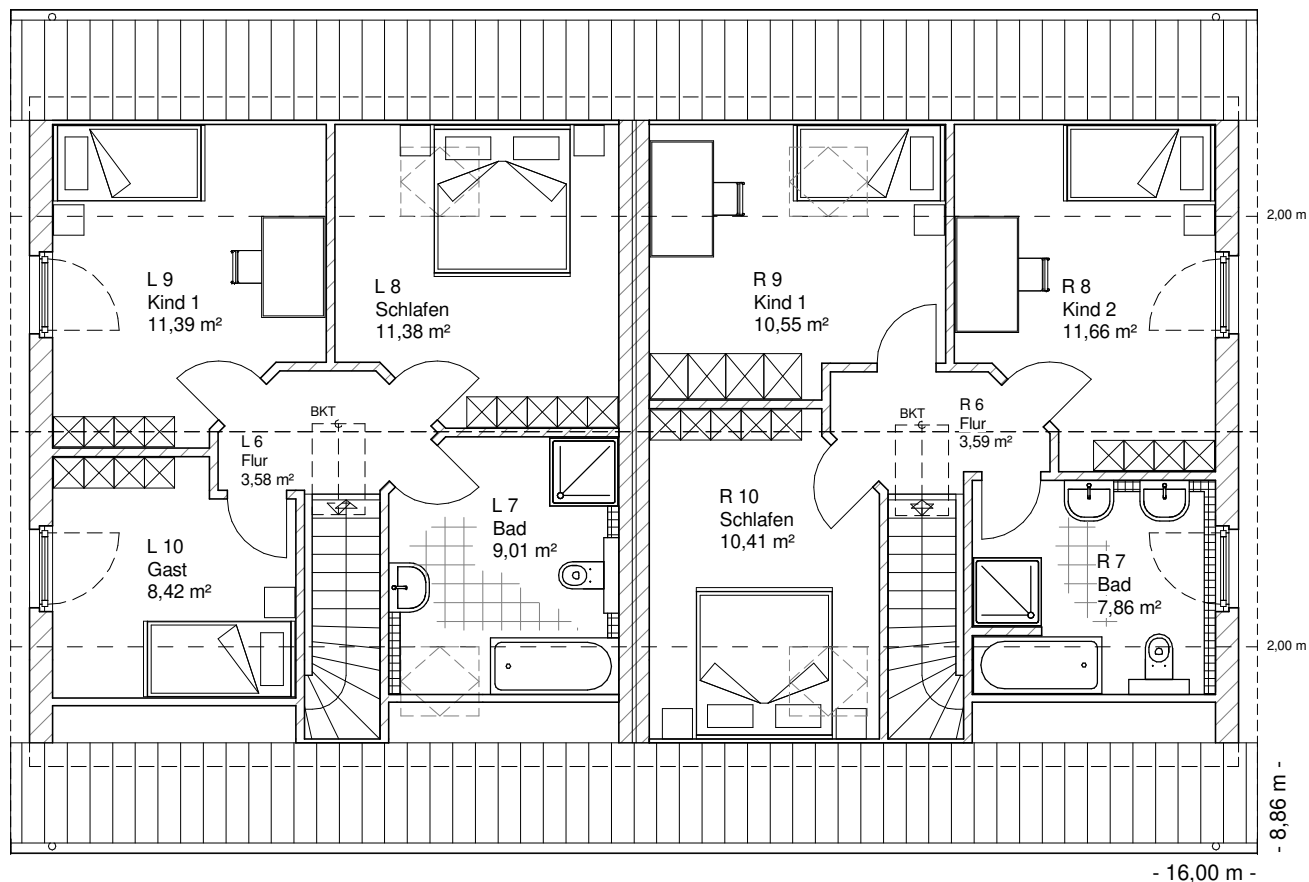 2,00 m
L 9
Kind 1
11,39 m²
L 8
Schlafen
11,38 m²
R 9
Kind 1
10,55 m²
R 8
Kind 2
11,66 m²
BKT
L 6
Flur
3,58 m²
BKT
R 6
Flur
3,59 m²
L 10
Gast
8,42 m²
L 7
Bad
9,01 m²
R 10
Schlafen
10,41 m²
R 7
Bad
7,86 m²
2,00 m
- 8,86 m -
- 16,00 m -